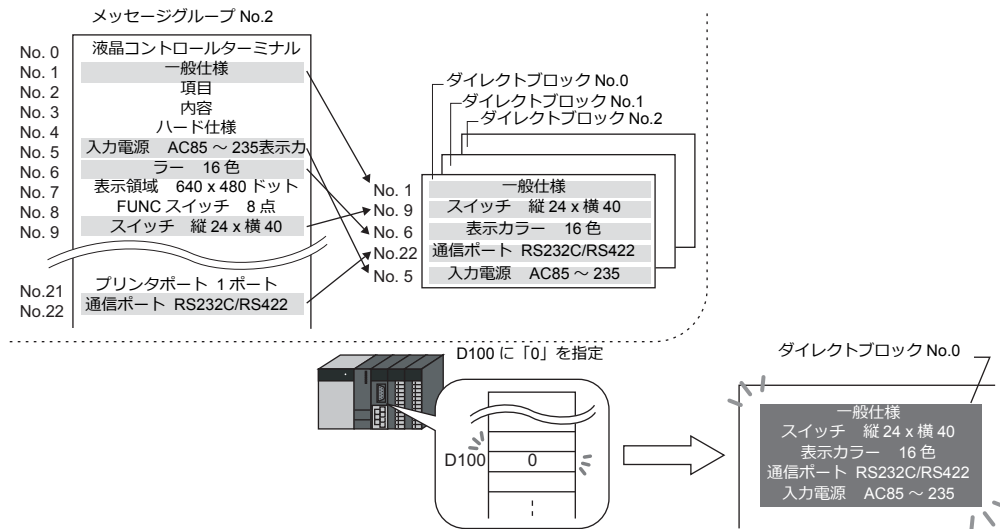 メッセージグループ No.2
No. 0 液晶コントロールターミナル
No. 1 一般仕様
No. 2 項目
No. 3 内容
No. 4 ハード仕様
No. 5 入力電源 AC85 ～ 235表示カ
No. 6 ラー 16 色
No. 7 表示領域 640 x 480 ドット
No. 8 FUNC スイッチ 8 点
No. 9 スイッチ 縦 24 x 横 40
No.21 プリンタポート 1 ポート
No.22 通信ポート RS232C/RS422
ダイレクトブロック No.0
ダイレクトブロック No.1
ダイレクトブロック No.2
No. 1 一般仕様
No. 9 スイッチ 縦 24 x 横 40
No. 6 表示カラー 16 色
No.22 通信ポート RS232C/RS422
No. 5 入力電源 AC85 ～ 235
D100 に「0」を指定
D100 0
ダイレクトブロック No.0
一般仕様
スイッチ 縦 24 x 横 40
表示カラー 16 色
通信ポート RS232C/RS422
入力電源 AC85 ～ 235